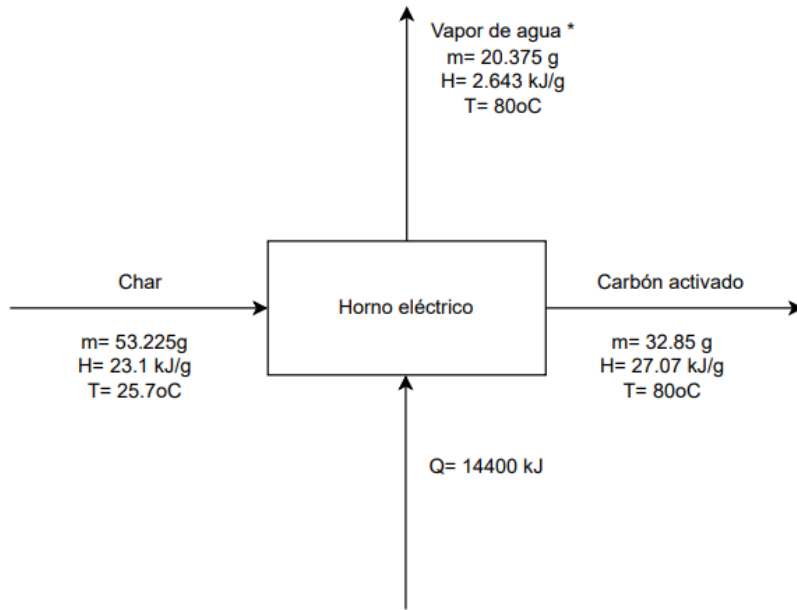 Vapor de agua *
m= 20.375 g
H= 2.643 kJ/g
T= 80oC
Char
m= 53.225g
H= 23.1 kJ/g
T= 25.7oC
Horno eléctrico
Carbón activado
m= 32.85 g
H= 27.07 kJ/g
T= 80oC
Q= 14400 kJ